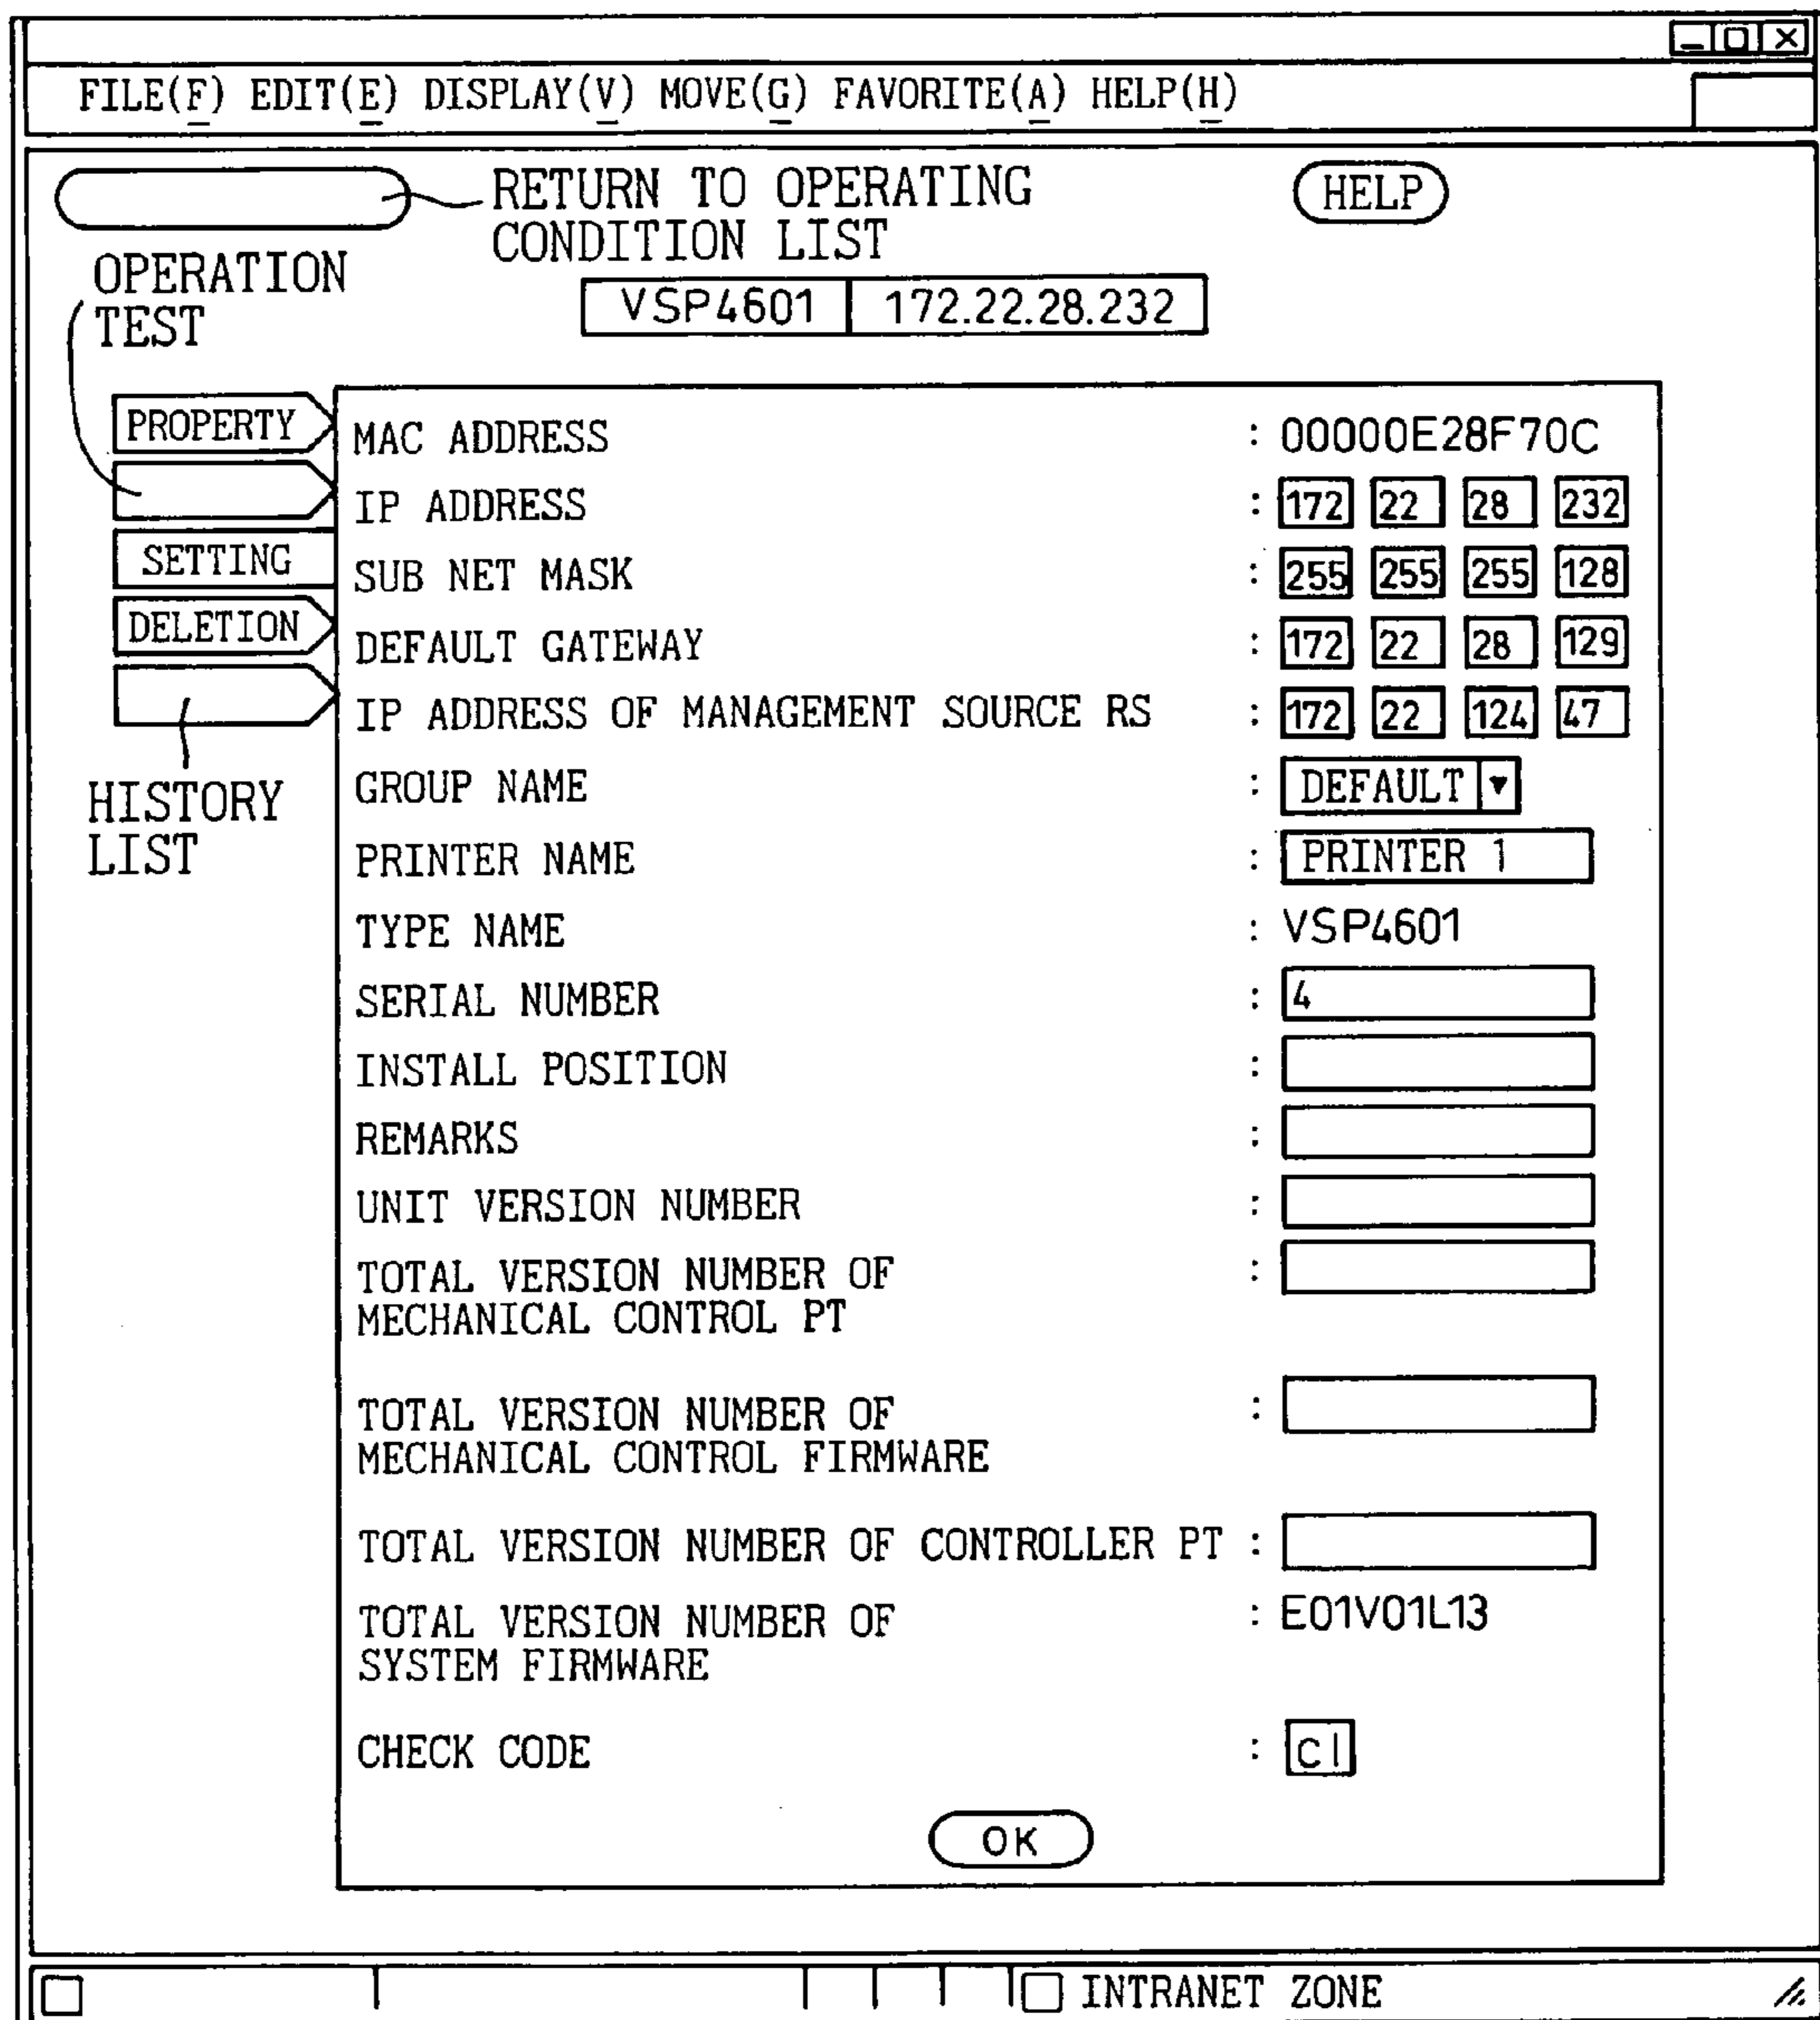 FILE(F) EDIT(E) DISPLAY(V) MOVE(G) FAVORITE(A) HELP(H)
RETURN TO OPERATING
CONDITION LIST
HELP
OPERATION
TEST
VSP4601 172.22.28.232
PROPERTY
SETTING
DELETION
HISTORY
LIST
MAC ADDRESS : 00000E28F70C
IP ADDRESS : 172 22 28 232
SUB NET MASK : 255 255 255 128
DEFAULT GATEWAY : 172 22 28 129
IP ADDRESS OF MANAGEMENT SOURCE RS : 172 22 124 47
GROUP NAME : DEFAULT ▼
PRINTER NAME : PRINTER 1
TYPE NAME : VSP4601
SERIAL NUMBER : 4
INSTALL POSITION :
REMARKS :
UNIT VERSION NUMBER :
TOTAL VERSION NUMBER OF :
MECHANICAL CONTROL PT
TOTAL VERSION NUMBER OF :
MECHANICAL CONTROL FIRMWARE
TOTAL VERSION NUMBER OF CONTROLLER PT :
TOTAL VERSION NUMBER OF : E01V01L13
SYSTEM FIRMWARE
CHECK CODE : C|
OK
INTRANET ZONE